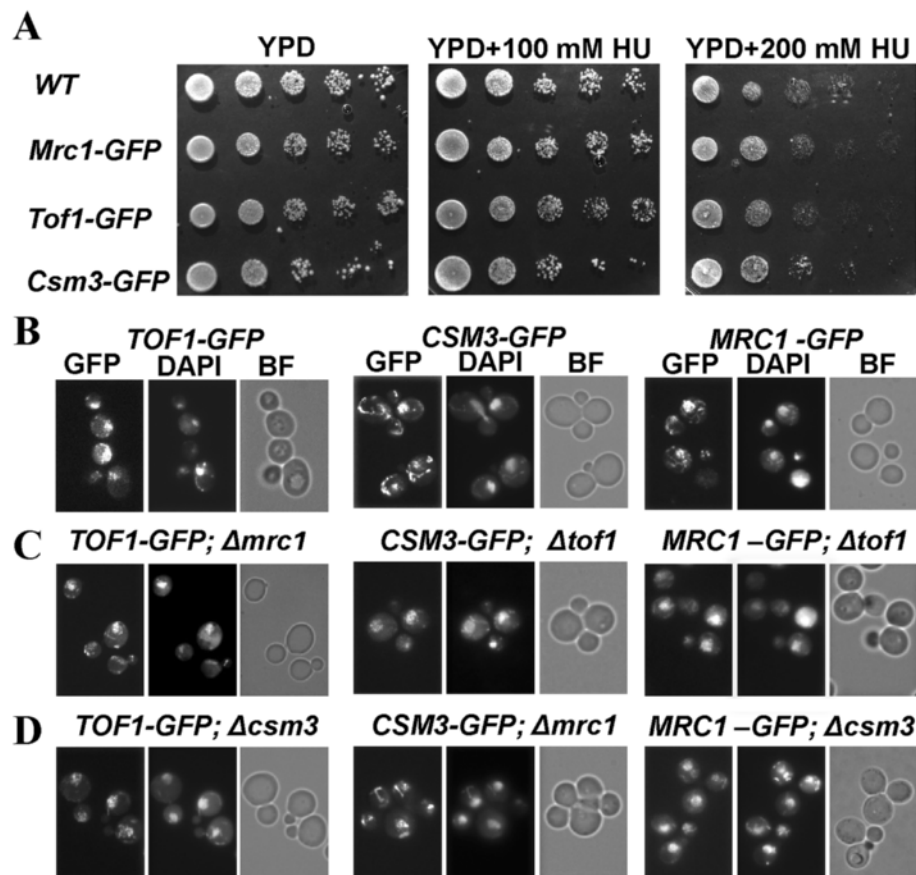 A
YPD
YPD+100 mM HU
YPD+200 mM HU
WT
Mrc1-GFP
Tof1-GFP
Csm3-GFP
B
TOF1-GFP
CSM3-GFP
MRC1 -GFP
GFP DAPI BF
GFP DAPI BF
GFP DAPI BF
C
TOF1-GFP; Δmrc1
CSM3-GFP; Δtof1
MRC1 –GFP; Δtof1
D
TOF1-GFP; Δcsm3
CSM3-GFP; Δmrc1
MRC1 –GFP; Δcsm3